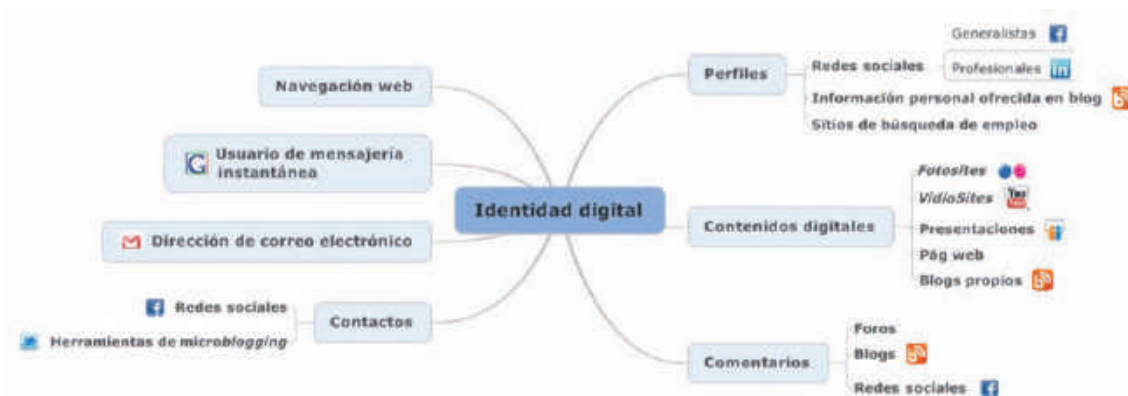 Identidad digital
Navegación web
Usuario de mensajería
instantánea
Dirección de correo electrónico
Contactos
Redes sociales
Herramientas de microblogging
Perfiles
Redes sociales
Generalistas
Profesionales
Información personal ofrecida en blog
Sitios de búsqueda de empleo
Contenidos digitales
Fotosites
VidioSites
You
Presentaciones
Pág web
Blogs propios
Comentarios
Foros
Blogs
Redes sociales